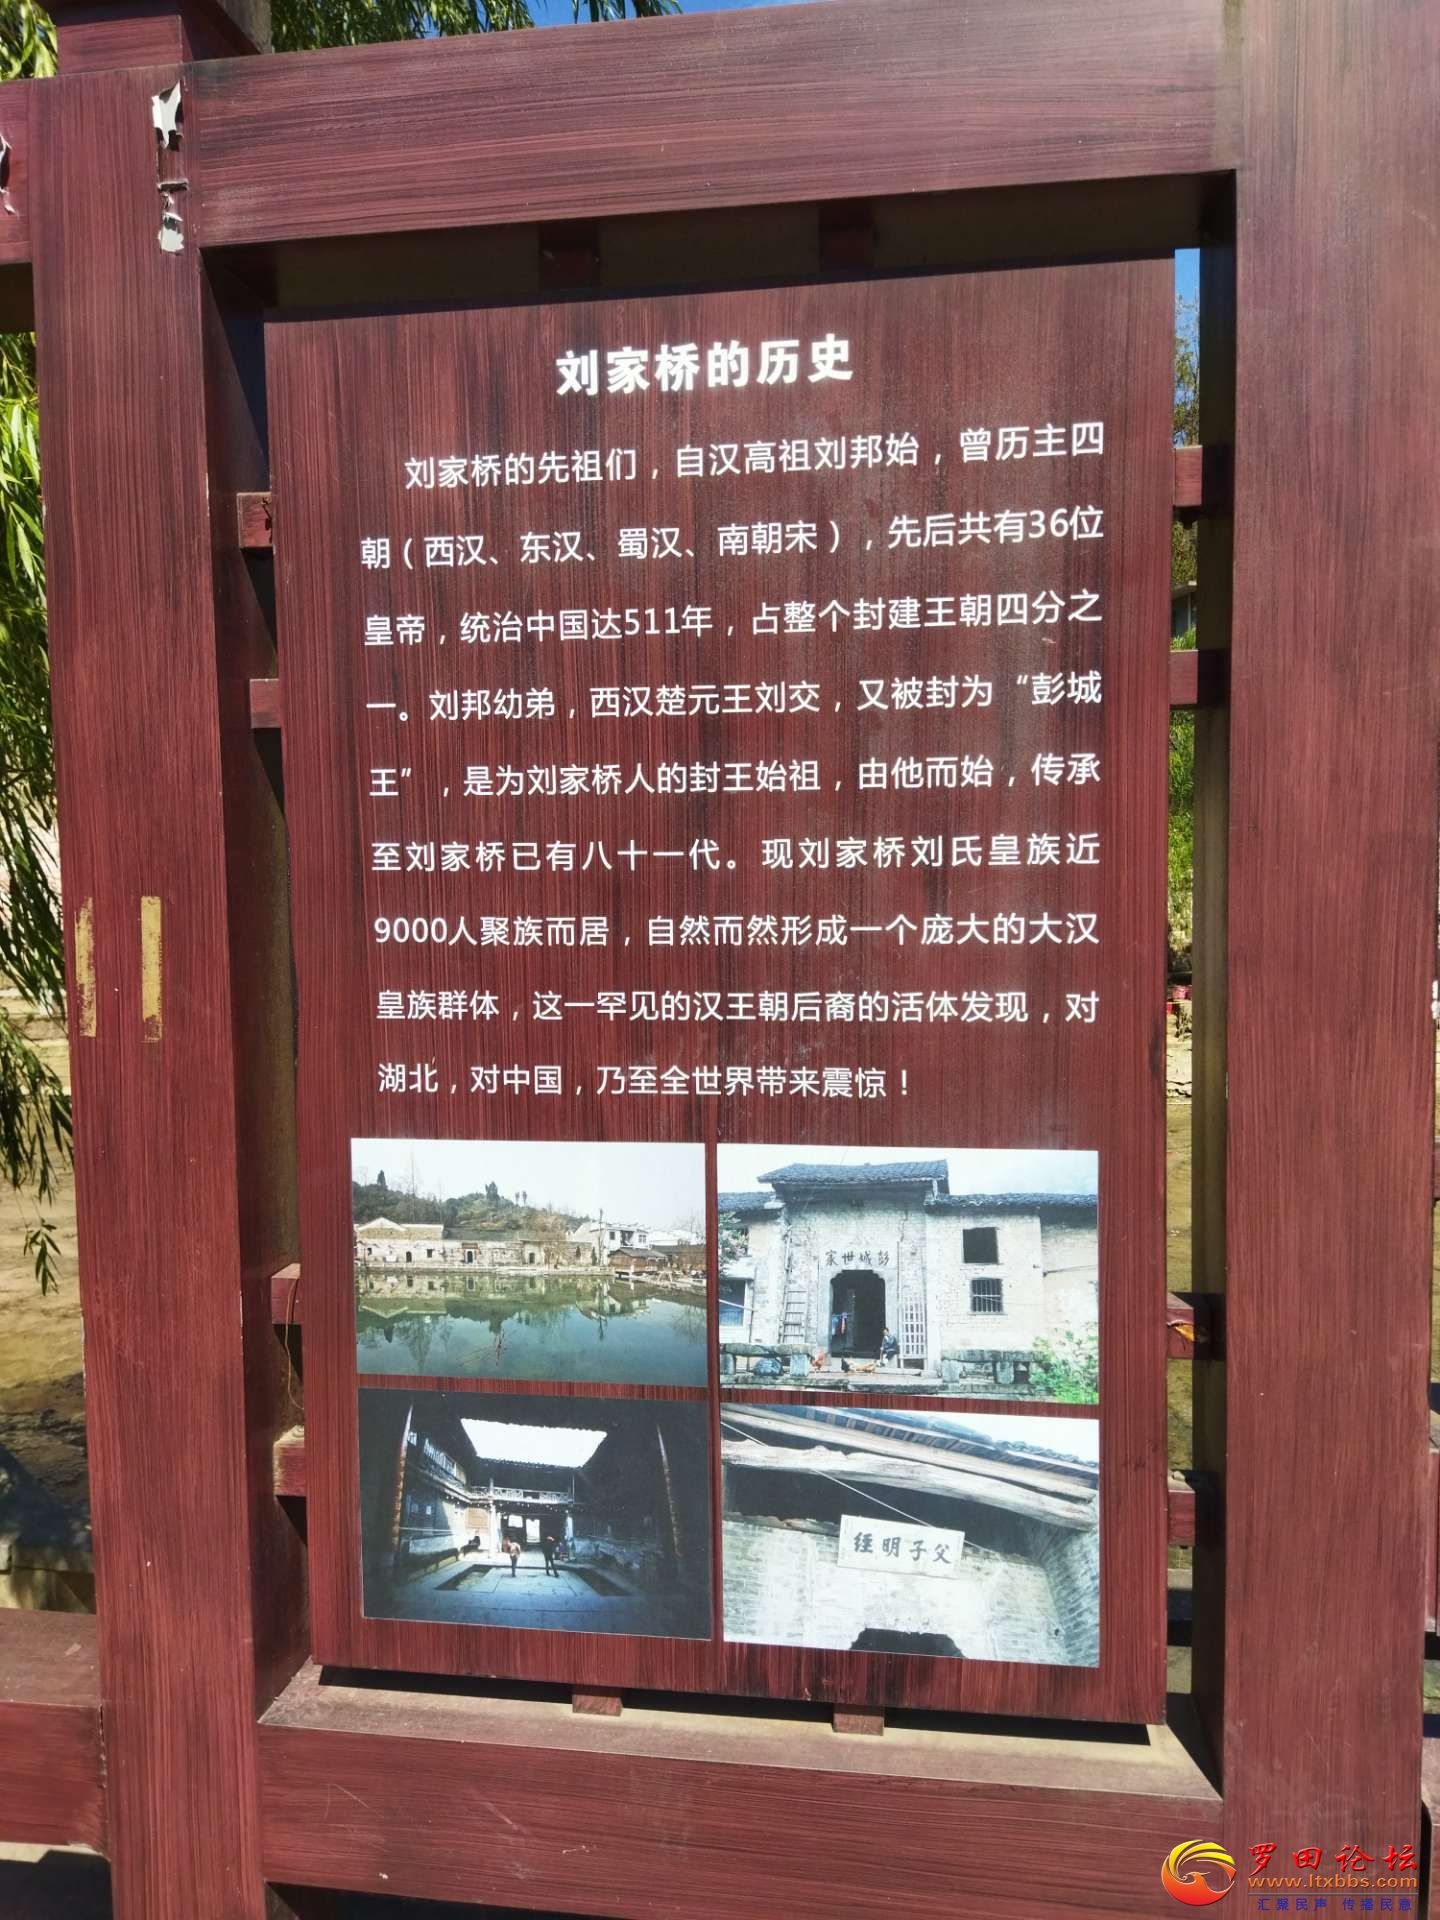 刘家桥的历史
刘家桥的先祖们，自汉高祖刘邦始，曾历主四
朝（西汉、东汉、蜀汉、南朝宋），先后共有36位
皇帝，统治中国达511年，占整个封建王朝四分之
一。刘邦幼弟，西汉楚元王刘交，又被封为“彭城
王”，是为刘家桥人的封王始祖，由他而始，传承
至刘家桥已有八十一代。现刘家桥刘氏皇族近
9000人聚族而居，自然而然形成一个庞大的大汉
皇族群体，这一罕见的汉王朝后裔的活体发现，对
湖北，对中国，乃至全世界带来震惊！
家世城彭
經明子父
罗田论坛
www.ltxbbs.com
汇聚民声 传播民意